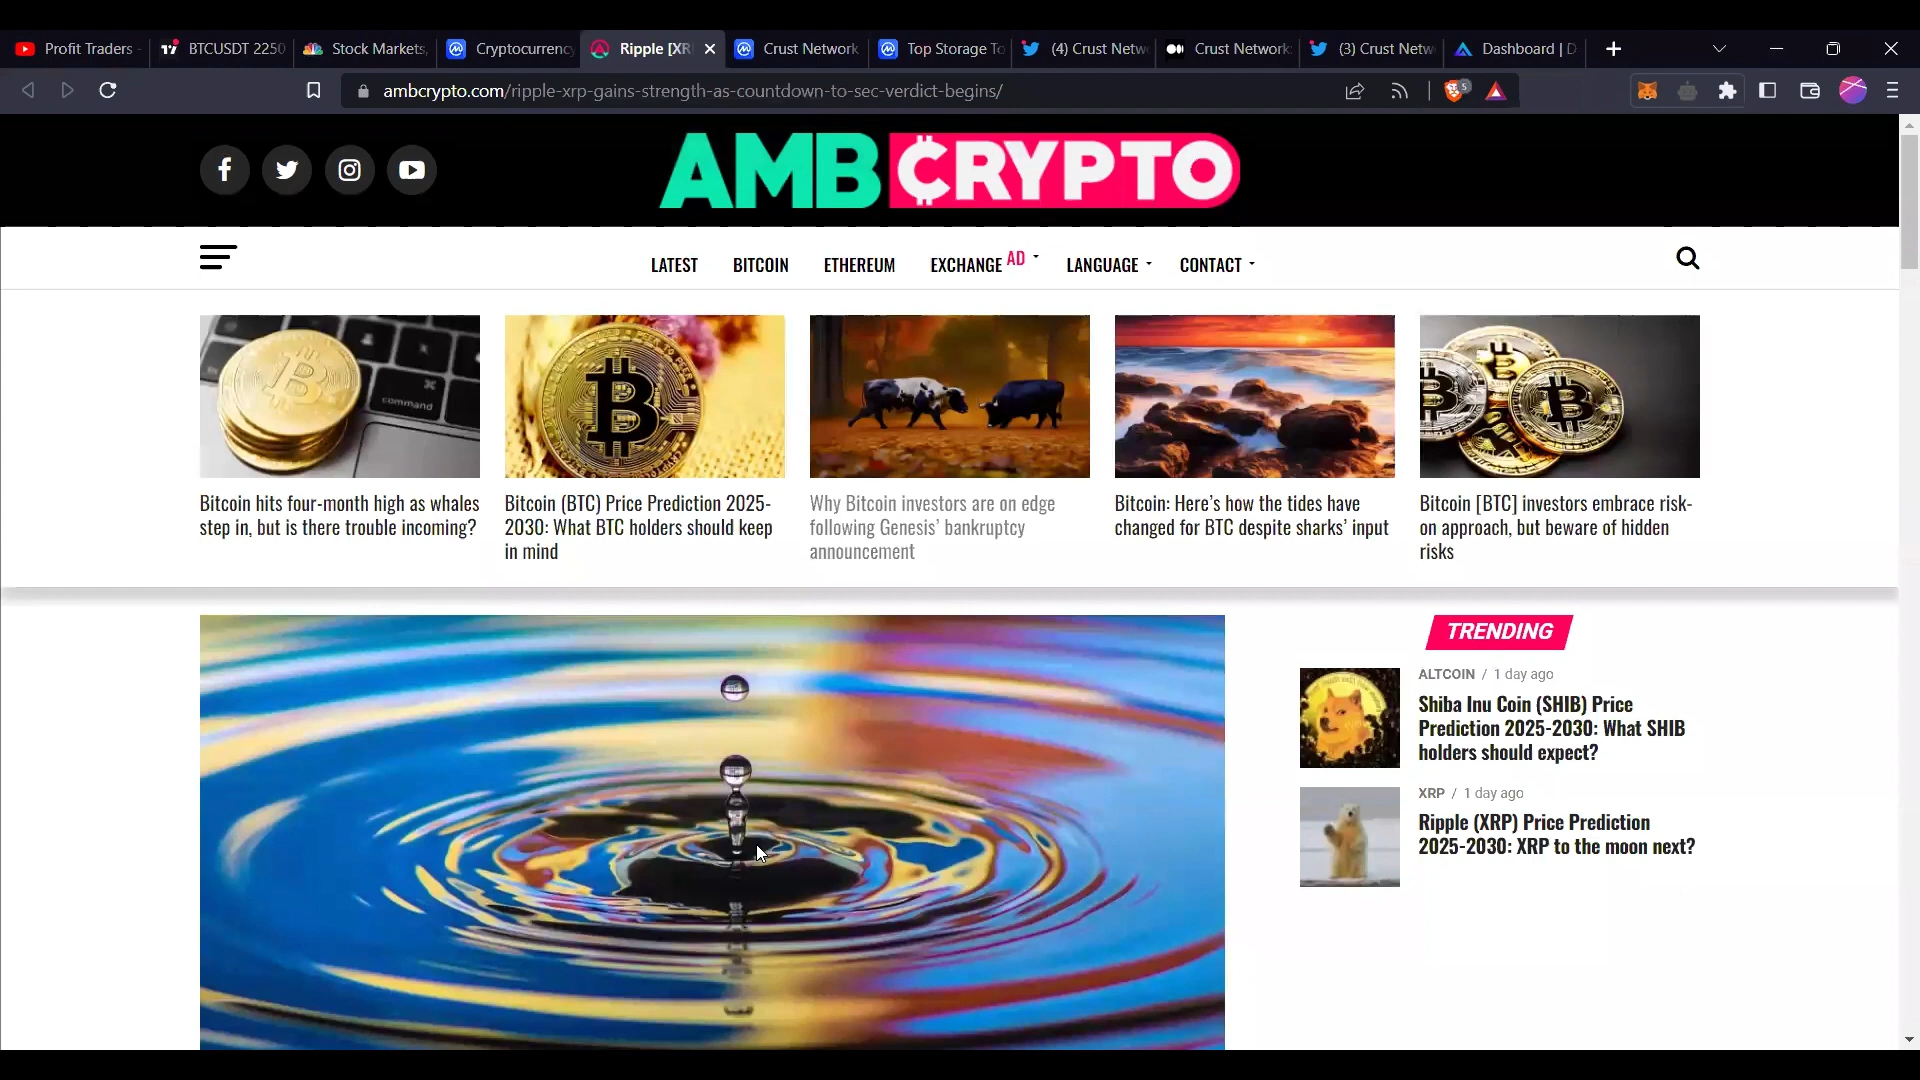 Profit Traders
BTCUSDT 2250
Stock Markets,
Cryptocurrenc
Ripple [XR
Crust Network
Top Storage To
(4) Crust Netw
Crust Network:
(3) Crust Netw
Dashboard | D
ambcrypto.com/ripple-xrp-gains-strength-as-countdown-to-sec-verdict-begins/
5
AMBCRYPTO
LATEST
BITCOIN
ETHEREUM
EXCHANGE AD
LANGUAGE
CONTACT
command
Bitcoin hits four-month high as whales
step in, but is there trouble incoming?
Bitcoin (BTC) Price Prediction 2025-
2030: What BTC holders should keep
in mind
Why Bitcoin investors are on edge
following Genesis’ bankruptcy
announcement
Bitcoin: Here’s how the tides have
changed for BTC despite sharks’ input
Bitcoin [BTC] investors embrace risk-
on approach, but beware of hidden
risks
TRENDING
ALTCOIN / 1 day ago
Shiba Inu Coin (SHIB) Price
Prediction 2025-2030: What SHIB
holders should expect?
XRP / 1 day ago
Ripple (XRP) Price Prediction
2025-2030: XRP to the moon next?